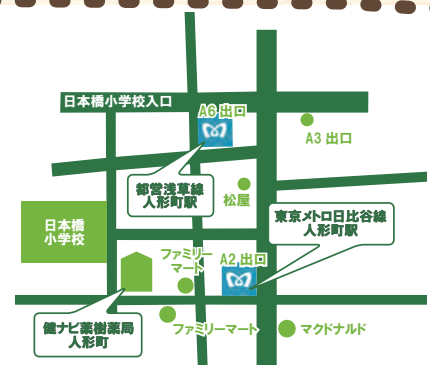 日本橋小学校入口
A6 出口
A3 出口
都営浅草線
人形町駅
松屋
東京メトロ日比谷線
人形町駅
日本橋
小学校
ファミリー
マート
A2 出口
健ナビ薬樹薬局
人形町
ファミリーマート
マクドナルド